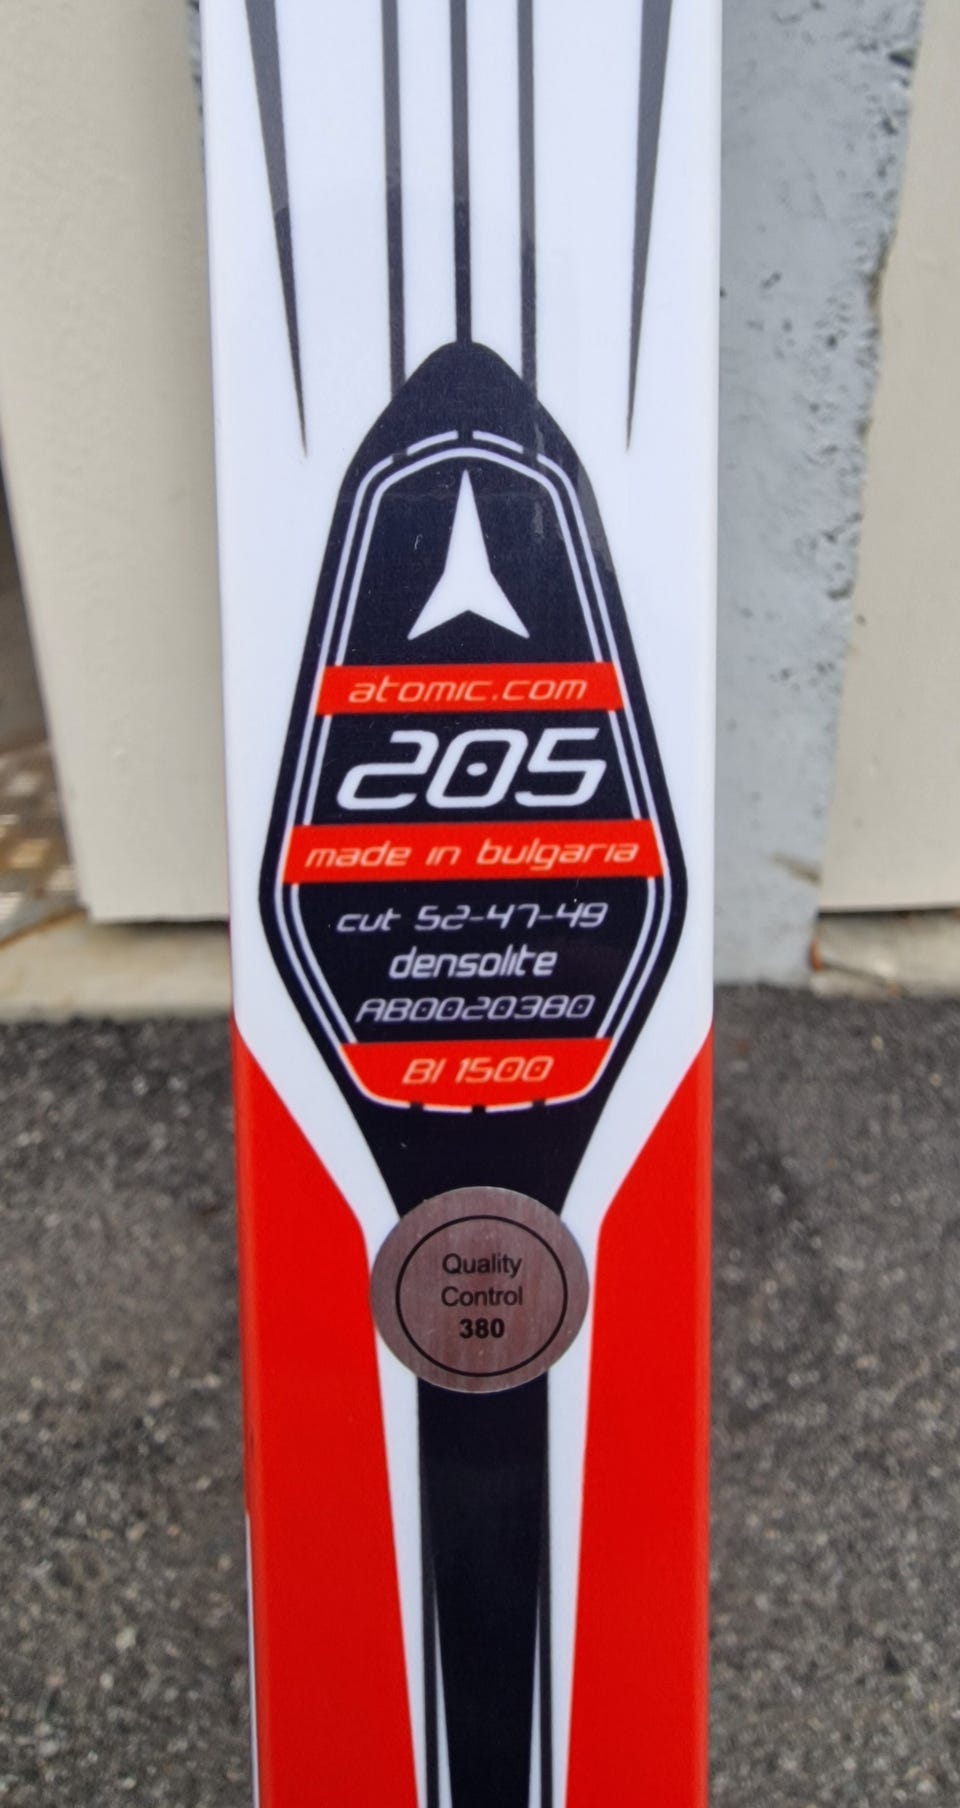 atomic.com
205
made in bulgaria
cut 52-47-49
densolite
AB0020380
BI 1500
Quality
Control
380